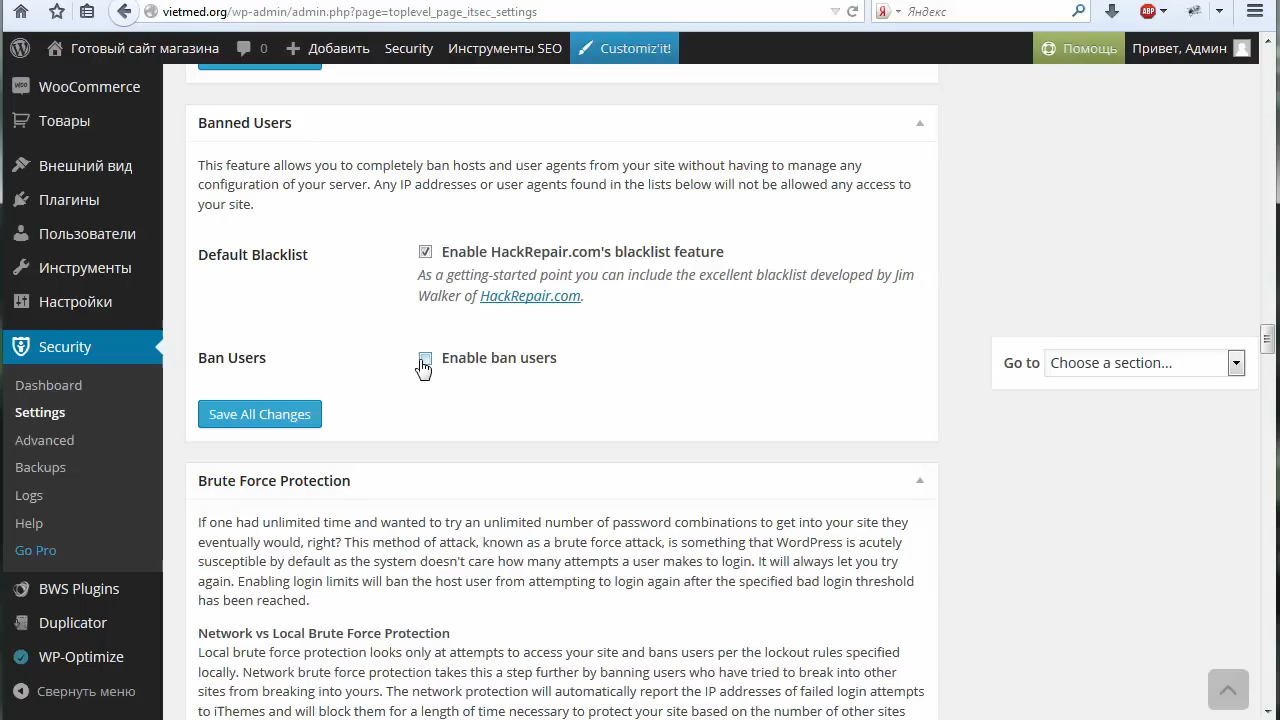 vietmed.org/wp-admin/admin.php?page=toplevel_page_itsec_settings
Яндекс
ABP
Готовый сайт магазина
0
Добавить
Security
Инструменты SEO
Customiz'it!
Помощь
Привет, Админ
WooCommerce
Товары
Внешний вид
Плагины
Пользователи
Инструменты
Настройки
Security
Dashboard
Settings
Advanced
Backups
Logs
Help
Go Pro
BWS Plugins
Duplicator
WP-Optimize
Свернуть меню
Banned Users
This feature allows you to completely ban hosts and user agents from your site without having to manage any
configuration of your server. Any IP addresses or user agents found in the lists below will not be allowed any access to
your site.
Default Blacklist
Enable HackRepair.com's blacklist feature
As a getting-started point you can include the excellent blacklist developed by Jim
Walker of HackRepair.com.
Ban Users
Enable ban users
Save All Changes
Brute Force Protection
If one had unlimited time and wanted to try an unlimited number of password combinations to get into your site they
eventually would, right? This method of attack, known as a brute force attack, is something that WordPress is acutely
susceptible by default as the system doesn't care how many attempts a user makes to login. It will always let you try
again. Enabling login limits will ban the host user from attempting to login again after the specified bad login threshold
has been reached.
Network vs Local Brute Force Protection
Local brute force protection looks only at attempts to access your site and bans users per the lockout rules specified
locally. Network brute force protection takes this a step further by banning users who have tried to break into other
sites from breaking into yours. The network protection will automatically report the IP addresses of failed login attempts
to iThemes and will block them for a length of time necessary to protect your site based on the number of other sites
Go to
Choose a section...